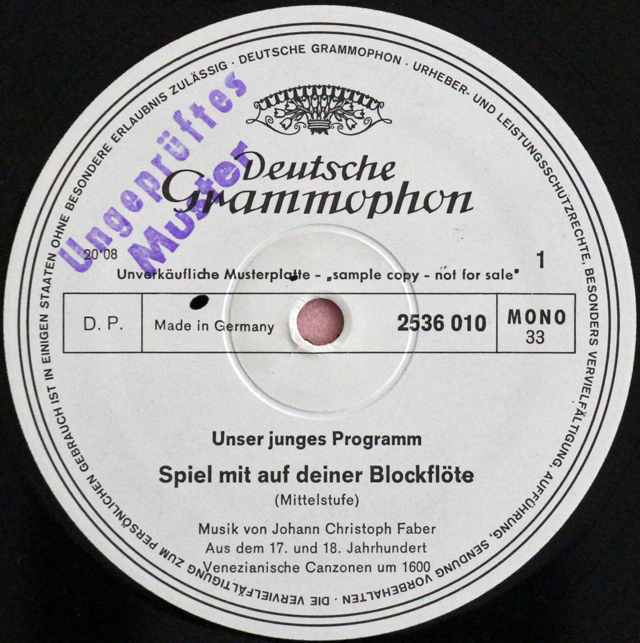 DIE VERVIELFÄLTIGUNG ZUM PERSÖNLICHEN GEBRAUCH IST IN EINIGEN STAATEN OHNE BESONDERE ERLAUBNIS ZULÄSSIG · DEUTSCHE GRAMMOPHON · URHEBER- UND LEISTUNGSSCHUTZRECHTE, BESONDERS VERVIELFÄLTIGUNG, AUFFÜHRUNG, SENDUNG VORBEHALTEN ·
Ungeprüftes
Muster
Deutsche
Grammophon
20'08
1
Unverkäufliche Musterplatte - „sample copy - not for sale"
D. P.
Made in Germany
2536 010
MONO
33
Unser junges Programm
Spiel mit auf deiner Blockflöte
(Mittelstufe)
Musik von Johann Christoph Faber
Aus dem 17. und 18. Jahrhundert
Venezianische Canzonen um 1600